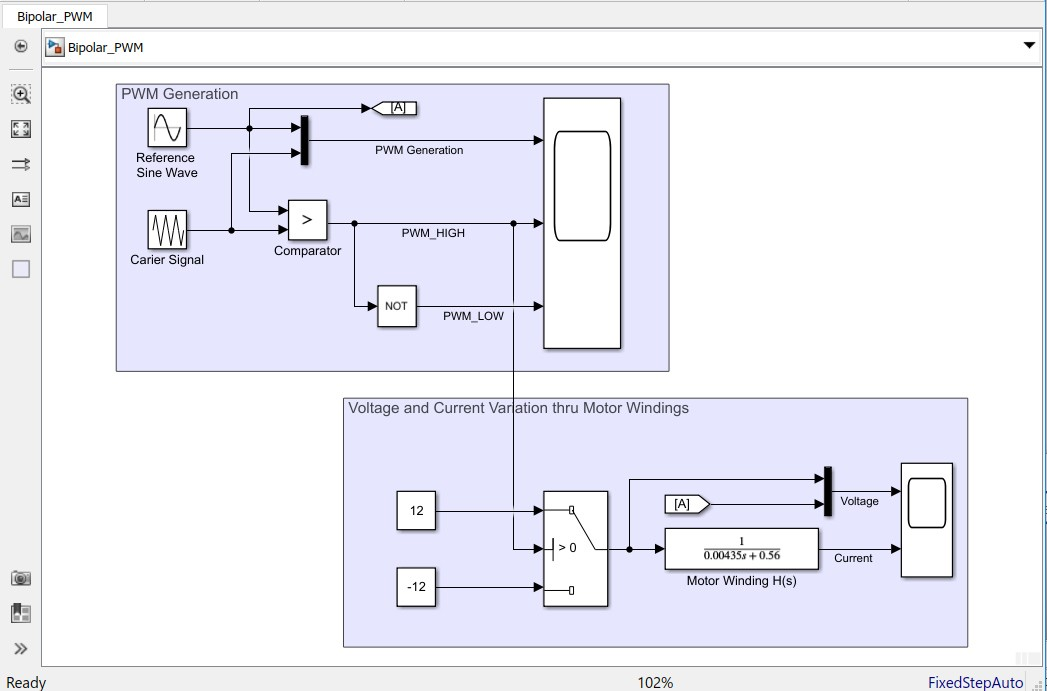 Bipolar_PWM
Bipolar_PWM
PWM Generation
[A]
Reference
Sine Wave
PWM Generation
>
Comparator
PWM_HIGH
Carier Signal
NOT
PWM_LOW
Voltage and Current Variation thru Motor Windings
12
[A]
Voltage
> 0
1
0.00435s + 0.56
Current
Motor Winding H(s)
-12
Ready
102%
FixedStepAuto